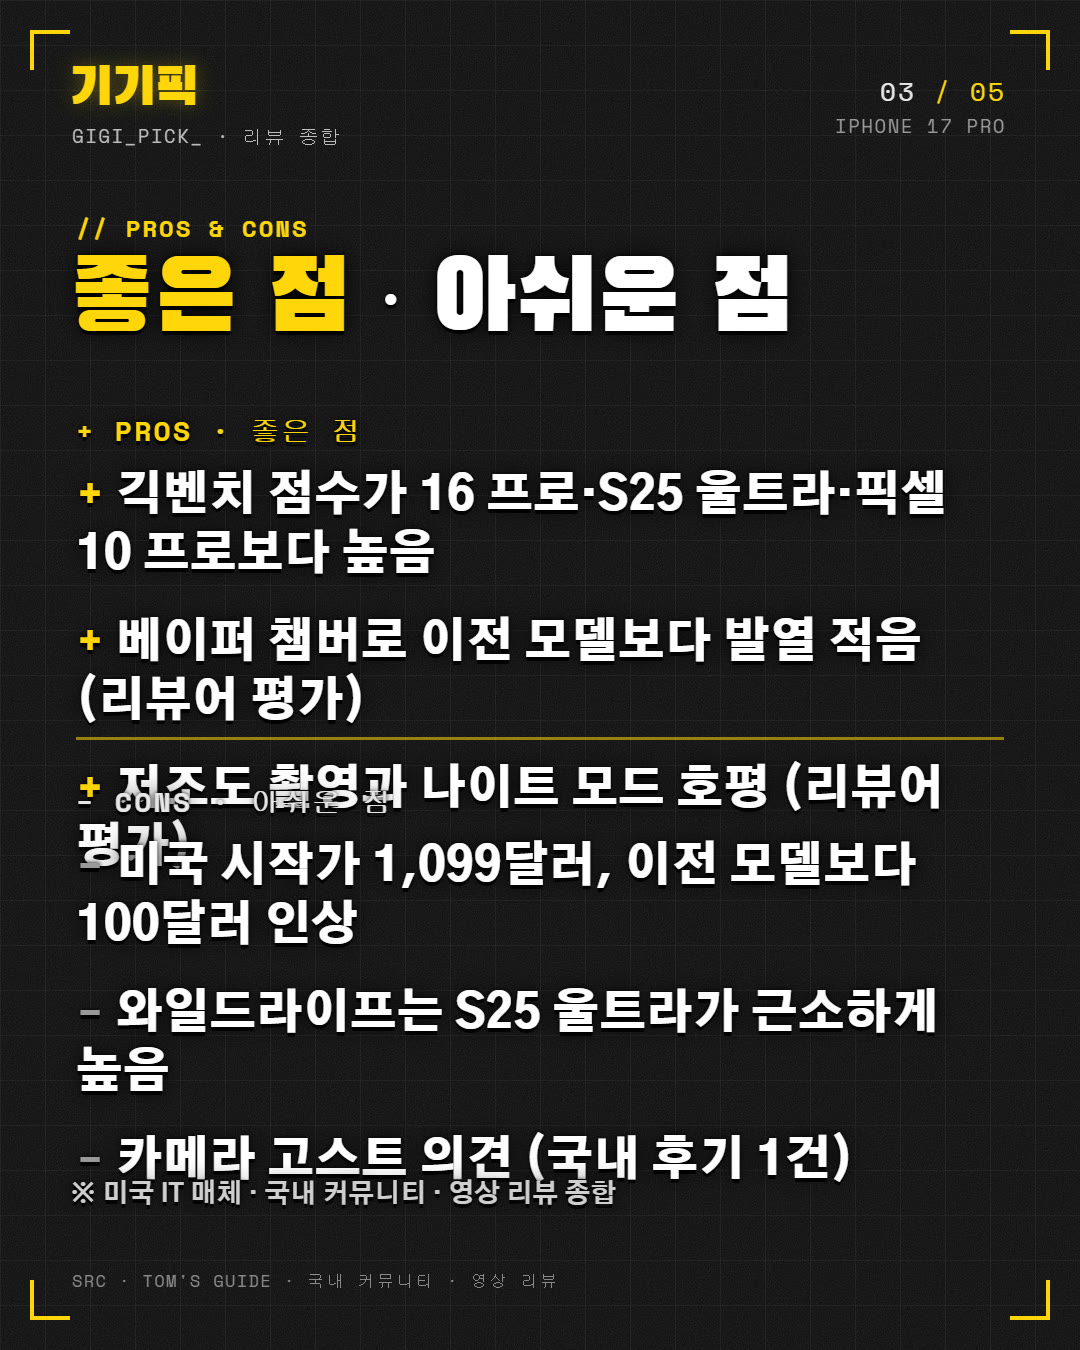 기기픽
GIGI_PICK_ · 리뷰 종합
03 / 05
IPHONE 17 PRO
// PROS & CONS
좋은 점 · 아쉬운 점
+ PROS · 좋은 점
+ 긱벤치 점수가 16 프로·S25 울트라·픽셀
10 프로보다 높음
+ 베이퍼 챔버로 이전 모델보다 발열 적음
(리뷰어 평가)
+ 저조도 촬영과 나이트 모드 호평 (리뷰어
평가)
- CONS · 아쉬운 점
- 미국 시작가 1,099달러, 이전 모델보다
100달러 인상
- 와일드라이프는 S25 울트라가 근소하게
높음
- 카메라 고스트 의견 (국내 후기 1건)
※ 미국 IT 매체 · 국내 커뮤니티 · 영상 리뷰 종합
SRC · TOM'S GUIDE · 국내 커뮤니티 · 영상 리뷰